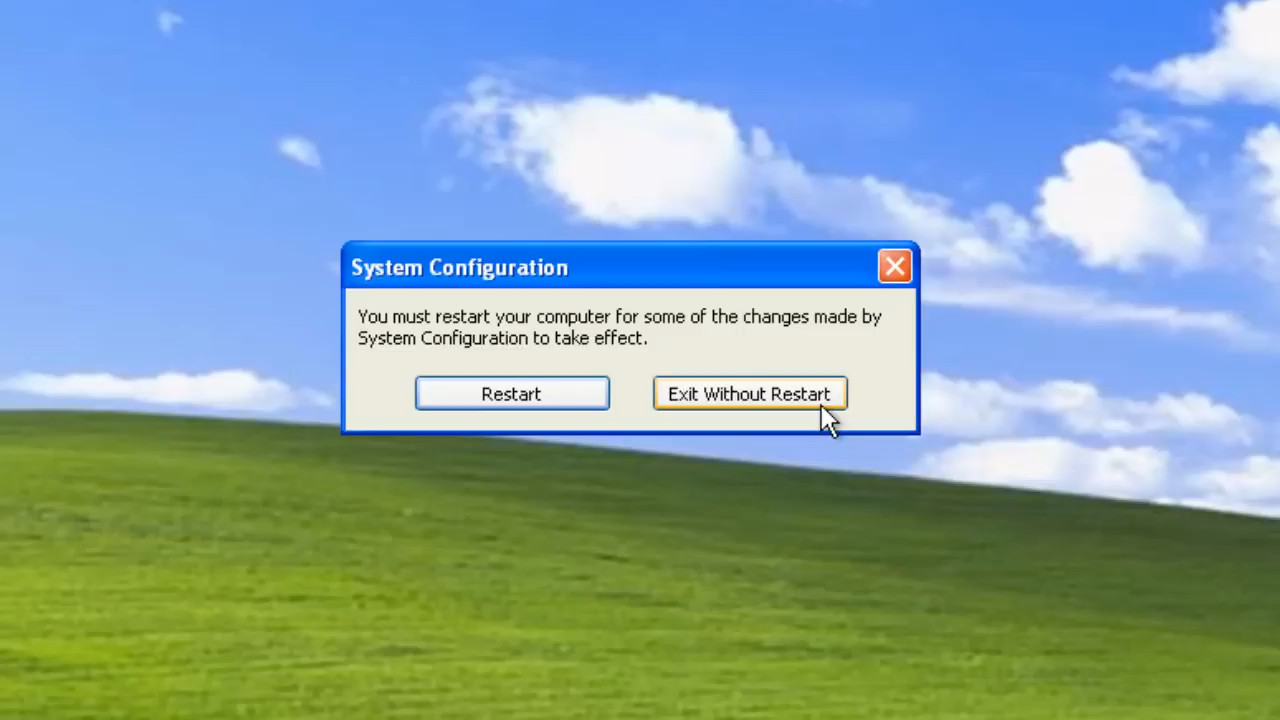 System Configuration
You must restart your computer for some of the changes made by
System Configuration to take effect.
Restart
Exit Without Restart